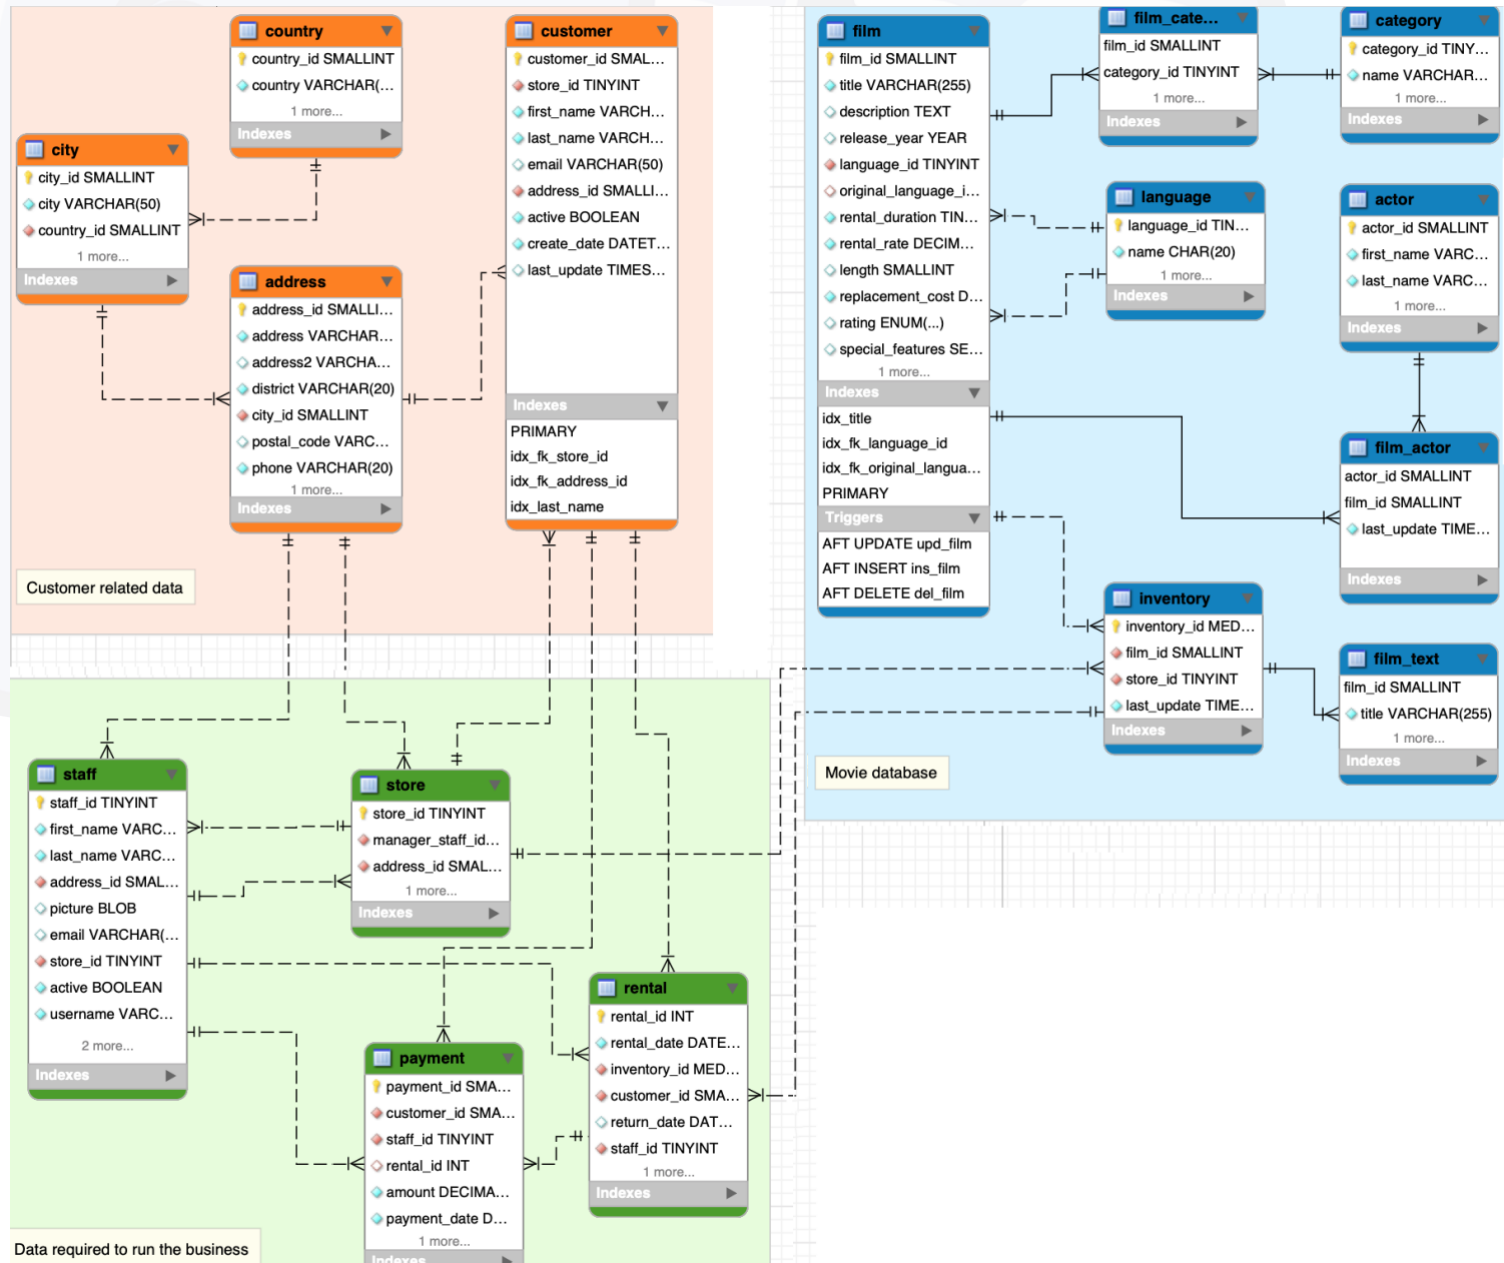 country
country_id SMALLINT
country VARCHAR(...
1 more...
Indexes
customer
customer_id SMAL...
store_id TINYINT
first_name VARCH...
last_name VARCH...
email VARCHAR(50)
address_id SMALLI...
active BOOLEAN
create_date DATET...
last_update TIMES...
Indexes
PRIMARY
idx_fk_store_id
idx_fk_address_id
idx_last_name
city
city_id SMALLINT
city VARCHAR(50)
country_id SMALLINT
1 more...
Indexes
address
address_id SMALLI...
address VARCHAR...
address2 VARCHA...
district VARCHAR(20)
city_id SMALLINT
postal_code VARC...
phone VARCHAR(20)
1 more...
Indexes
Customer related data
film
film_id SMALLINT
title VARCHAR(255)
description TEXT
release_year YEAR
language_id TINYINT
original_language_i...
rental_duration TIN...
rental_rate DECIM...
length SMALLINT
replacement_cost D...
rating ENUM(...)
special_features SE...
1 more...
Indexes
idx_title
idx_fk_language_id
idx_fk_original_langua...
PRIMARY
Triggers
AFT UPDATE upd_film
AFT INSERT ins_film
AFT DELETE del_film
film_cate...
film_id SMALLINT
category_id TINYINT
1 more...
Indexes
category
category_id TINY...
name VARCHAR...
1 more...
Indexes
language
language_id TIN...
name CHAR(20)
1 more...
Indexes
actor
actor_id SMALLINT
first_name VARC...
last_name VARC...
1 more...
Indexes
film_actor
actor_id SMALLINT
film_id SMALLINT
last_update TIME...
Indexes
inventory
inventory_id MED...
film_id SMALLINT
store_id TINYINT
last_update TIME...
Indexes
film_text
film_id SMALLINT
title VARCHAR(255)
1 more...
Indexes
Movie database
staff
staff_id TINYINT
first_name VARC...
last_name VARC...
address_id SMAL...
picture BLOB
email VARCHAR(...
store_id TINYINT
active BOOLEAN
username VARC...
2 more...
Indexes
store
store_id TINYINT
manager_staff_id...
address_id SMAL...
1 more...
Indexes
payment
payment_id SMA...
customer_id SMA...
staff_id TINYINT
rental_id INT
amount DECIMA...
payment_date D...
1 more...
Indexes
rental
rental_id INT
rental_date DATE...
inventory_id MED...
customer_id SMA...
return_date DAT...
staff_id TINYINT
1 more...
Indexes
Data required to run the business